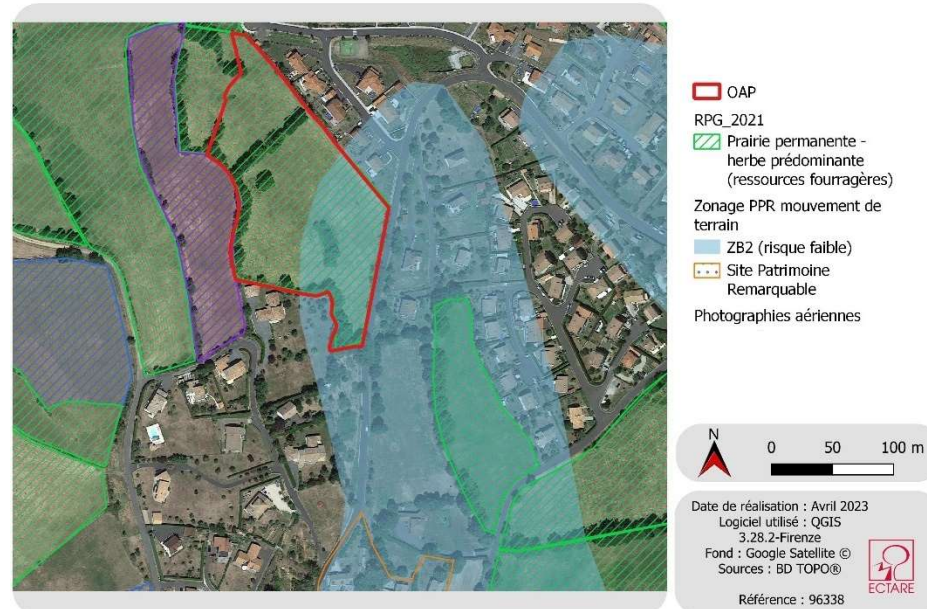 OAP
RPG_2021
Prairie permanente -
herbe prédominante
(ressources fourragères)
Zonage PPR mouvement de
terrain
ZB2 (risque faible)
Site Patrimoine
Remarquable
Photographies aériennes
N
0 50 100 m
Date de réalisation : Avril 2023
Logiciel utilisé : QGIS
3.28.2-Firenze
Fond : Google Satellite ©
Sources : BD TOPO®
Référence : 96338
ECTARE